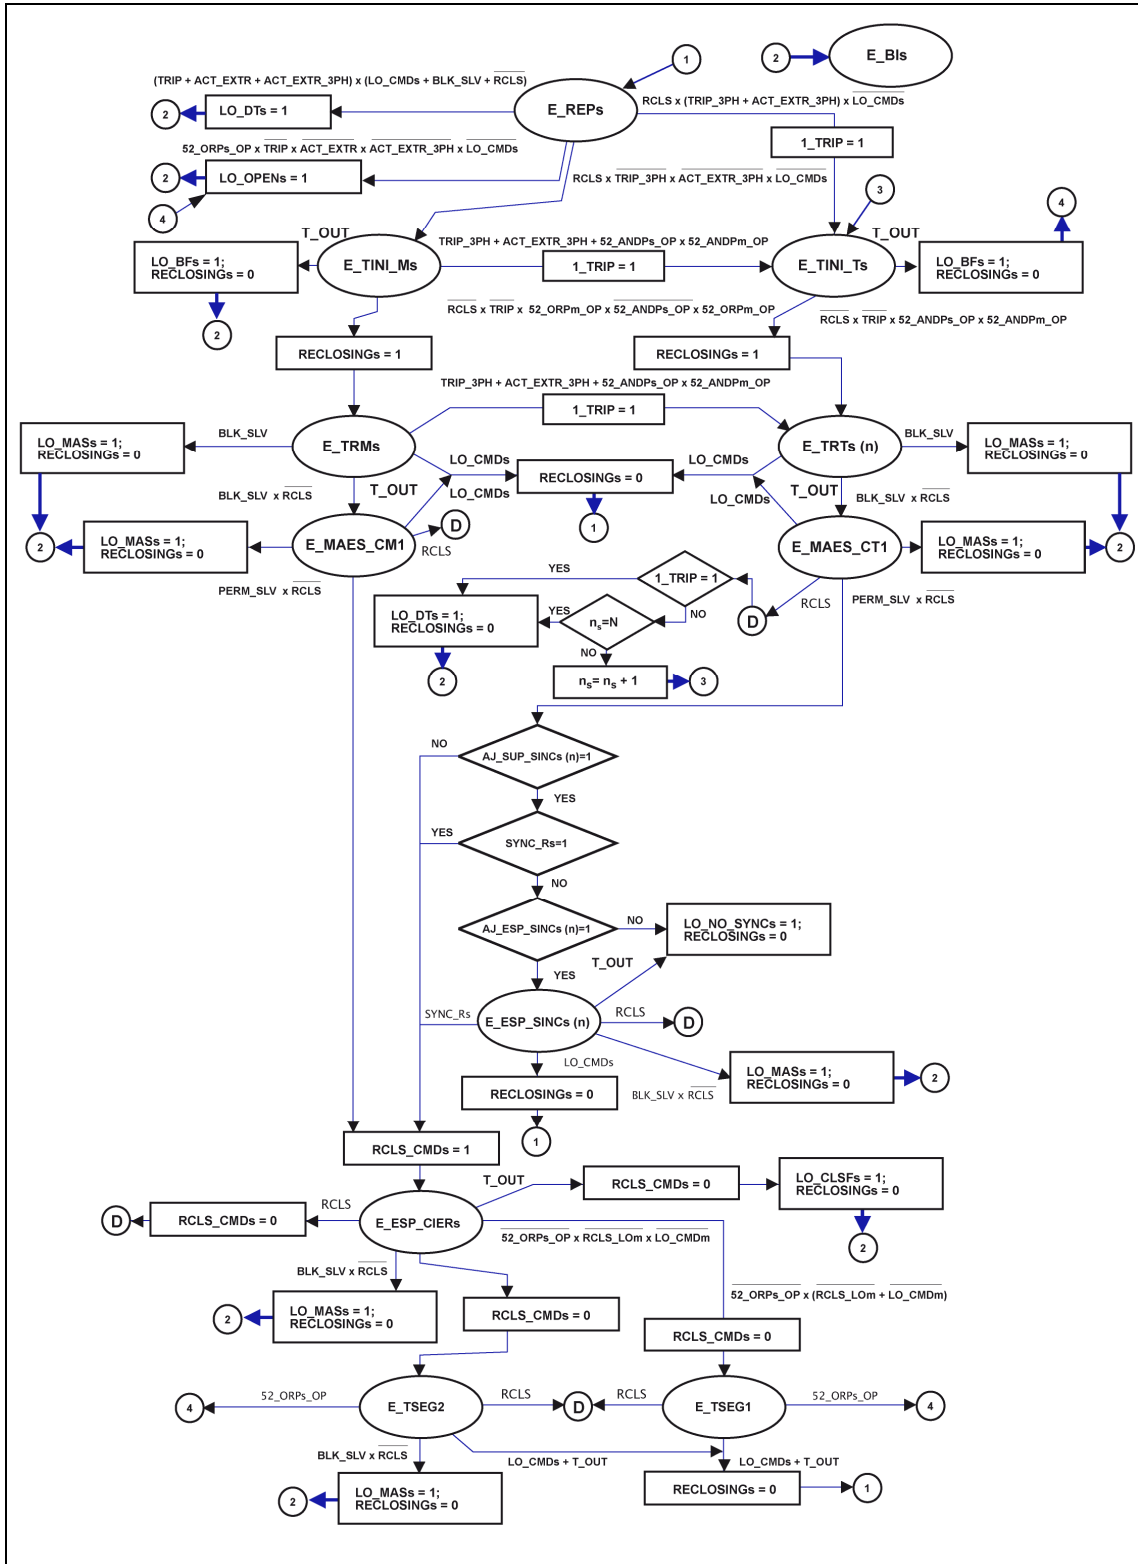 1
2
E_BIs
(TRIP + ACT_EXTR + ACT_EXTR_3PH) x (LO_CMDs + BLK_SLV + RCLS)
2
LO_DTs = 1
E_REPs
RCLS x (TRIP_3PH + ACT_EXTR_3PH) x LO_CMDs
1_TRIP = 1
52_ORPs_OP x TRIP x ACT_EXTR x ACT_EXTR_3PH x LO_CMDs
2
LO_OPENs = 1
RCLS x TRIP_3PH x ACT_EXTR_3PH x LO_CMDs
3
4
4
T_OUT
TRIP_3PH + ACT_EXTR_3PH + 52_ANDPs_OP x 52_ANDPm_OP
T_OUT
LO_BFs = 1;
RECLOSINGs = 0
E_TINI_Ms
1_TRIP = 1
E_TINI_Ts
LO_BFs = 1;
RECLOSINGs = 0
RCLS x TRIP x 52_ORPm_OP x 52_ANDPs_OP x 52_ORPm_OP
RCLS x TRIP x 52_ANDPs_OP x 52_ANDPm_OP
2
RECLOSINGs = 1
RECLOSINGs = 1
TRIP_3PH + ACT_EXTR_3PH + 52_ANDPs_OP x 52_ANDPm_OP
1_TRIP = 1
LO_MASs = 1;
RECLOSINGs = 0
BLK_SLV
E_TRMs
E_TRTs (n)
BLK_SLV
LO_MASs = 1;
RECLOSINGs = 0
LO_CMDs
RECLOSINGs = 0
LO_CMDs
BLK_SLV x RCLS
T_OUT
LO_CMDs
LO_CMDs
T_OUT
BLK_SLV x RCLS
1
2
LO_MASs = 1;
RECLOSINGs = 0
E_MAES_CM1
D
RCLS
E_MAES_CT1
LO_MASs = 1;
RECLOSINGs = 0
2
PERM_SLV x RCLS
YES
1_TRIP = 1
RCLS
PERM_SLV x RCLS
LO_DTs = 1;
RECLOSINGs = 0
YES
ns=N
NO
D
NO
2
ns= ns + 1
3
NO
AJ_SUP_SINCs (n)=1
YES
YES
SYNC_Rs=1
NO
AJ_ESP_SINCs (n)=1
NO
LO_NO_SYNCs = 1;
RECLOSINGs = 0
YES
T_OUT
SYNC_Rs
E_ESP_SINCs (n)
RCLS
D
LO_CMDs
LO_MASs = 1;
RECLOSINGs = 0
2
RECLOSINGs = 0
BLK_SLV x RCLS
1
RCLS_CMDs = 1
T_OUT
RCLS_CMDs = 0
LO_CLSFs = 1;
RECLOSINGs = 0
D
RCLS_CMDs = 0
RCLS
E_ESP_CIERs
52_ORPs_OP x RCLS_LOm x LO_CMDm
2
BLK_SLV x RCLS
52_ORPs_OP x (RCLS_LOm + LO_CMDm)
2
LO_MASs = 1;
RECLOSINGs = 0
RCLS_CMDs = 0
RCLS_CMDs = 0
4
52_ORPs_OP
E_TSEG2
RCLS
D
RCLS
E_TSEG1
52_ORPs_OP
4
BLK_SLV x RCLS
LO_CMDs + T_OUT
LO_CMDs + T_OUT
2
LO_MASs = 1;
RECLOSINGs = 0
RECLOSINGs = 0
1